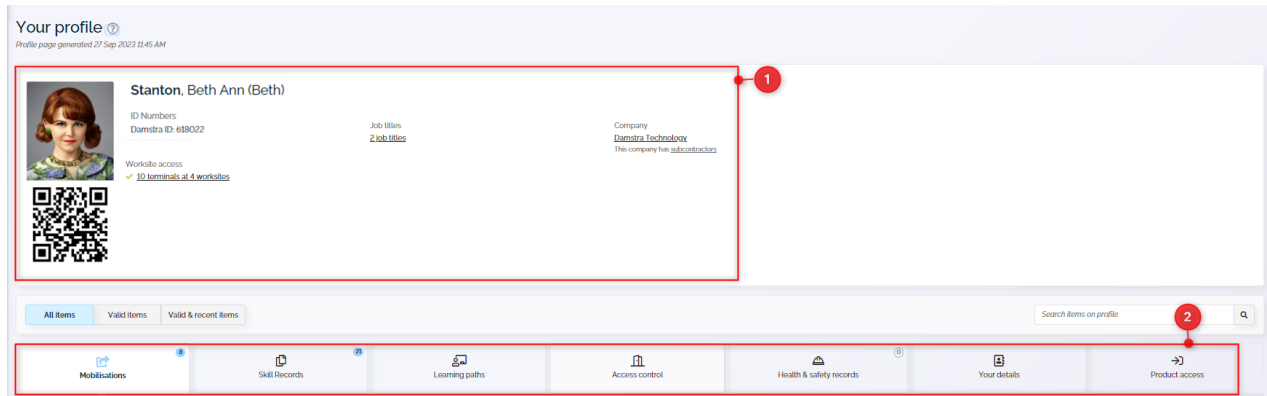 Your profile ?
Profile page generated 27 Sep 2023 11:45 AM
1
Stanton, Beth Ann (Beth)
ID Numbers
Damstra ID: 618022
Job titles
2 job titles
Company
Damstra Technology
This company has subcontractors
Worksite access
10 terminals at 4 worksites
All items
Valid items
Valid & recent items
Search items on profile
2
8
Mobilisations
21
Skill Records
Learning paths
Access control
0
Health & safety records
Your details
Product access